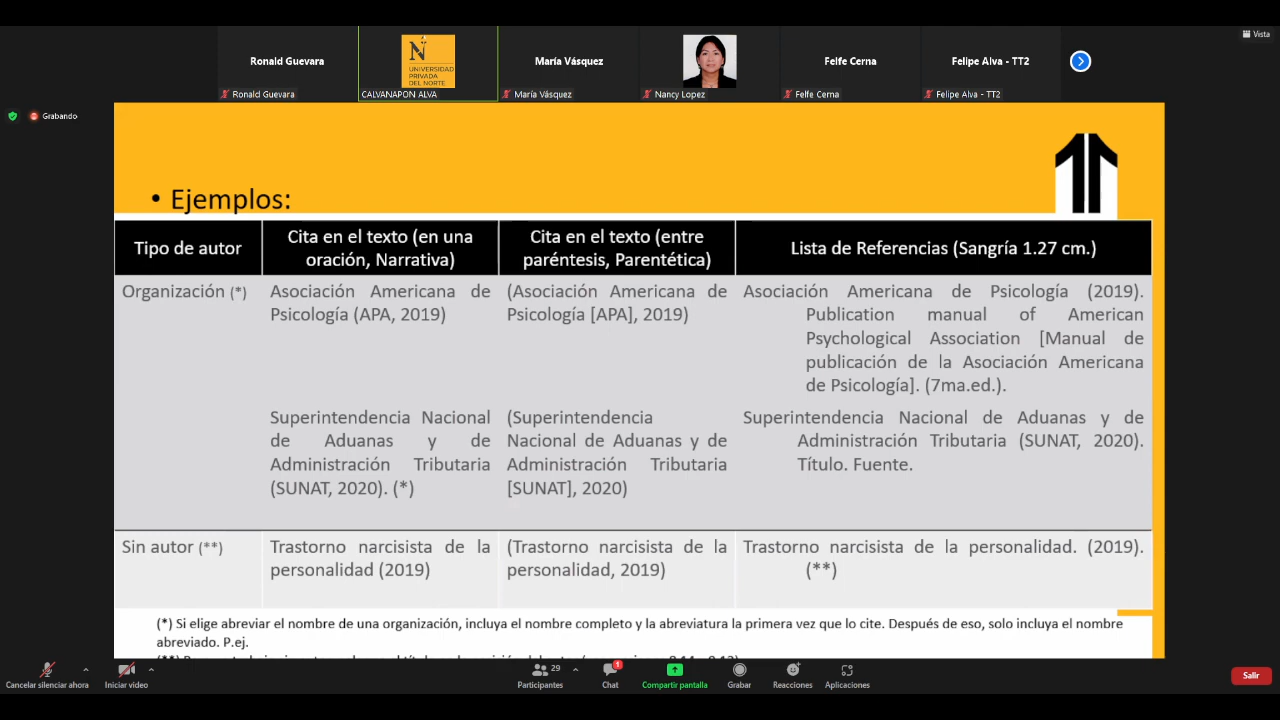 Vista
Ronald Guevara
María Vásquez
Felfe Cerna
Felipe Alva - TT2
N
UNIVERSIDAD
PRIVADA
DEL NORTE
Ronald Guevara
CALVANAPON ALVA
María Vásquez
Nancy Lopez
Felfe Cerna
Felipe Alva - TT2
Grabando
• Ejemplos:
Tipo de autor
Cita en el texto (en una
oración, Narrativa)
Cita en el texto (entre
paréntesis, Parentética)
Lista de Referencias (Sangría 1.27 cm.)
Organización (*)
Asociación Americana de
Psicología (APA, 2019)
(Asociación Americana de
Psicología [APA], 2019)
Asociación Americana de Psicología (2019).
Publication manual of American
Psychological Association [Manual de
publicación de la Asociación Americana
de Psicología]. (7ma.ed.).
Superintendencia Nacional
de Aduanas y de
Administración Tributaria
(SUNAT, 2020). (*)
(Superintendencia
Nacional de Aduanas y de
Administración Tributaria
[SUNAT], 2020)
Superintendencia Nacional de Aduanas y de
Administración Tributaria (SUNAT, 2020).
Título. Fuente.
Sin autor (**)
Trastorno narcisista de la
personalidad (2019)
(Trastorno narcisista de la
personalidad, 2019)
Trastorno narcisista de la personalidad. (2019).
(**)
(*) Si elige abreviar el nombre de una organización, incluya el nombre completo y la abreviatura la primera vez que lo cite. Después de eso, solo incluya el nombre
abreviado. P.ej.
Cancelar silenciar ahora
Iniciar video
29
Participantes
1
Chat
Compartir pantalla
Grabar
Reacciones
Aplicaciones
Salir